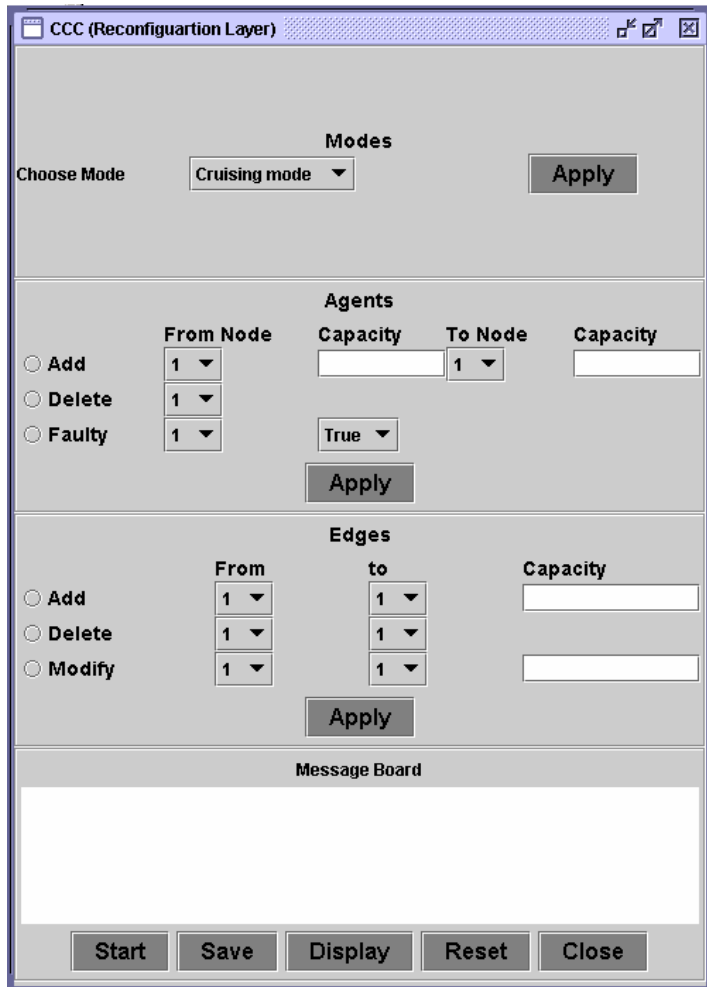 CCC (Reconfiguartion Layer)
Modes
Choose Mode Cruising mode Apply
Agents
From Node Capacity To Node Capacity
Add 1 1
Delete 1
Faulty 1 True
Apply
Edges
From to Capacity
Add 1 1
Delete 1 1
Modify 1 1
Apply
Message Board
Start Save Display Reset Close